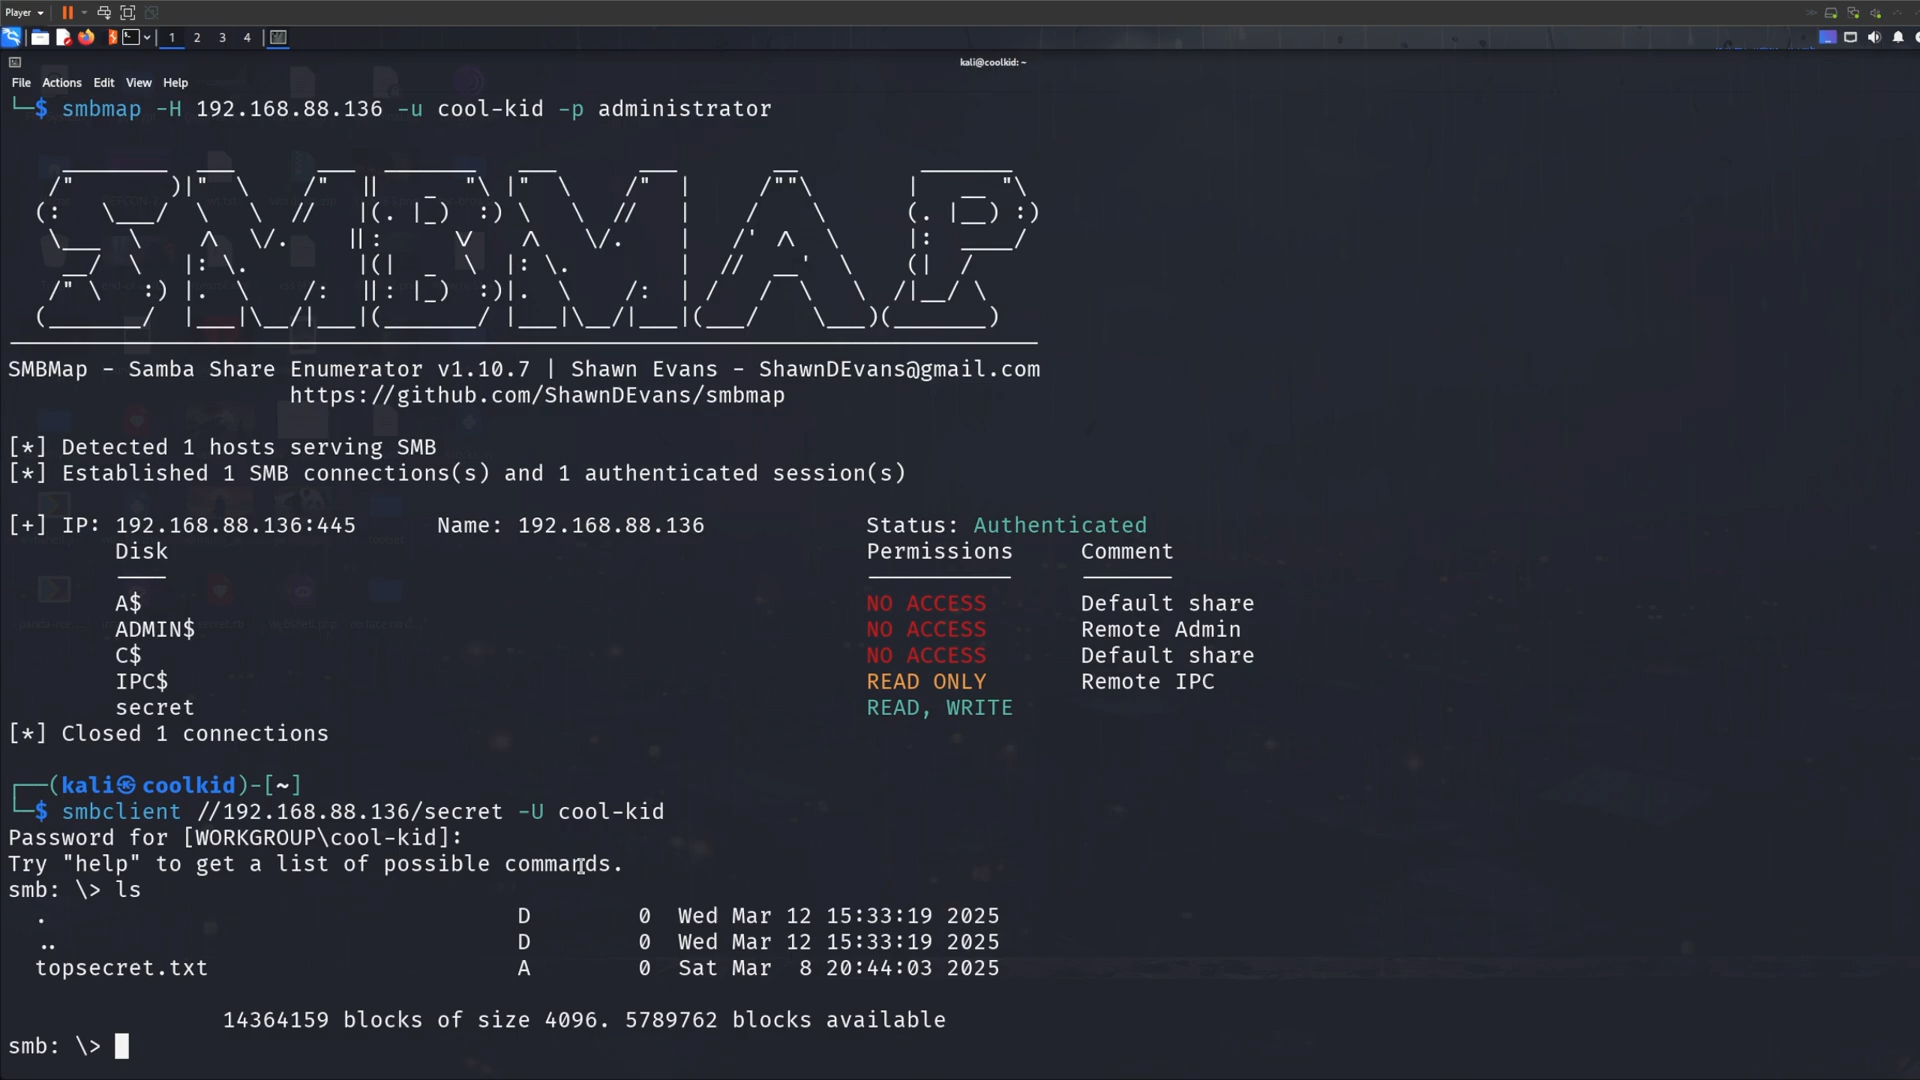 Player
1 2 3 4
kali@coolkid: ~
File Actions Edit View Help
└─$ smbmap -H 192.168.88.136 -u cool-kid -p administrator
SMBMap - Samba Share Enumerator v1.10.7 | Shawn Evans - ShawnDEvans@gmail.com
https://github.com/ShawnDEvans/smbmap
[*] Detected 1 hosts serving SMB
[*] Established 1 SMB connections(s) and 1 authenticated session(s)
[+] IP: 192.168.88.136:445 Name: 192.168.88.136 Status: Authenticated
Disk Permissions Comment
---- ----------- -------
A$ NO ACCESS Default share
ADMIN$ NO ACCESS Remote Admin
C$ NO ACCESS Default share
IPC$ READ ONLY Remote IPC
secret READ, WRITE
[*] Closed 1 connections
┌──(kali㉿coolkid)-[~]
└─$ smbclient //192.168.88.136/secret -U cool-kid
Password for [WORKGROUP\cool-kid]:
Try "help" to get a list of possible commands.
smb: \> ls
. D 0 Wed Mar 12 15:33:19 2025
.. D 0 Wed Mar 12 15:33:19 2025
topsecret.txt A 0 Sat Mar 8 20:44:03 2025
14364159 blocks of size 4096. 5789762 blocks available
smb: \>